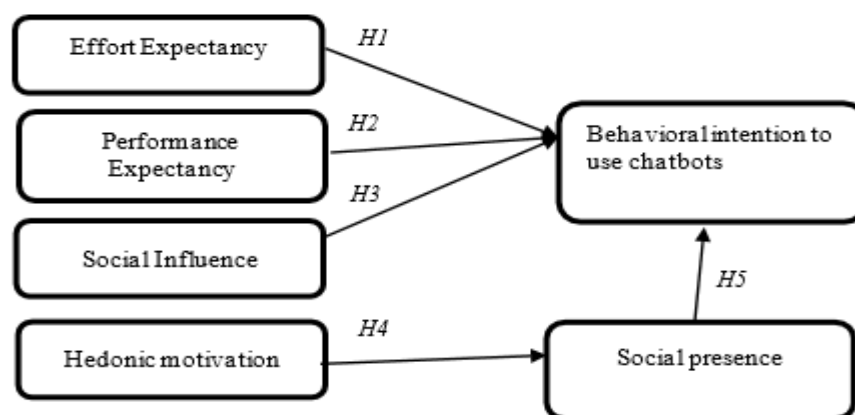 Effort Expectancy
H1
Performance
Expectancy
H2
Social Influence
H3
Hedonic motivation
H4
Behavioral intention to
use chatbots
H5
Social presence